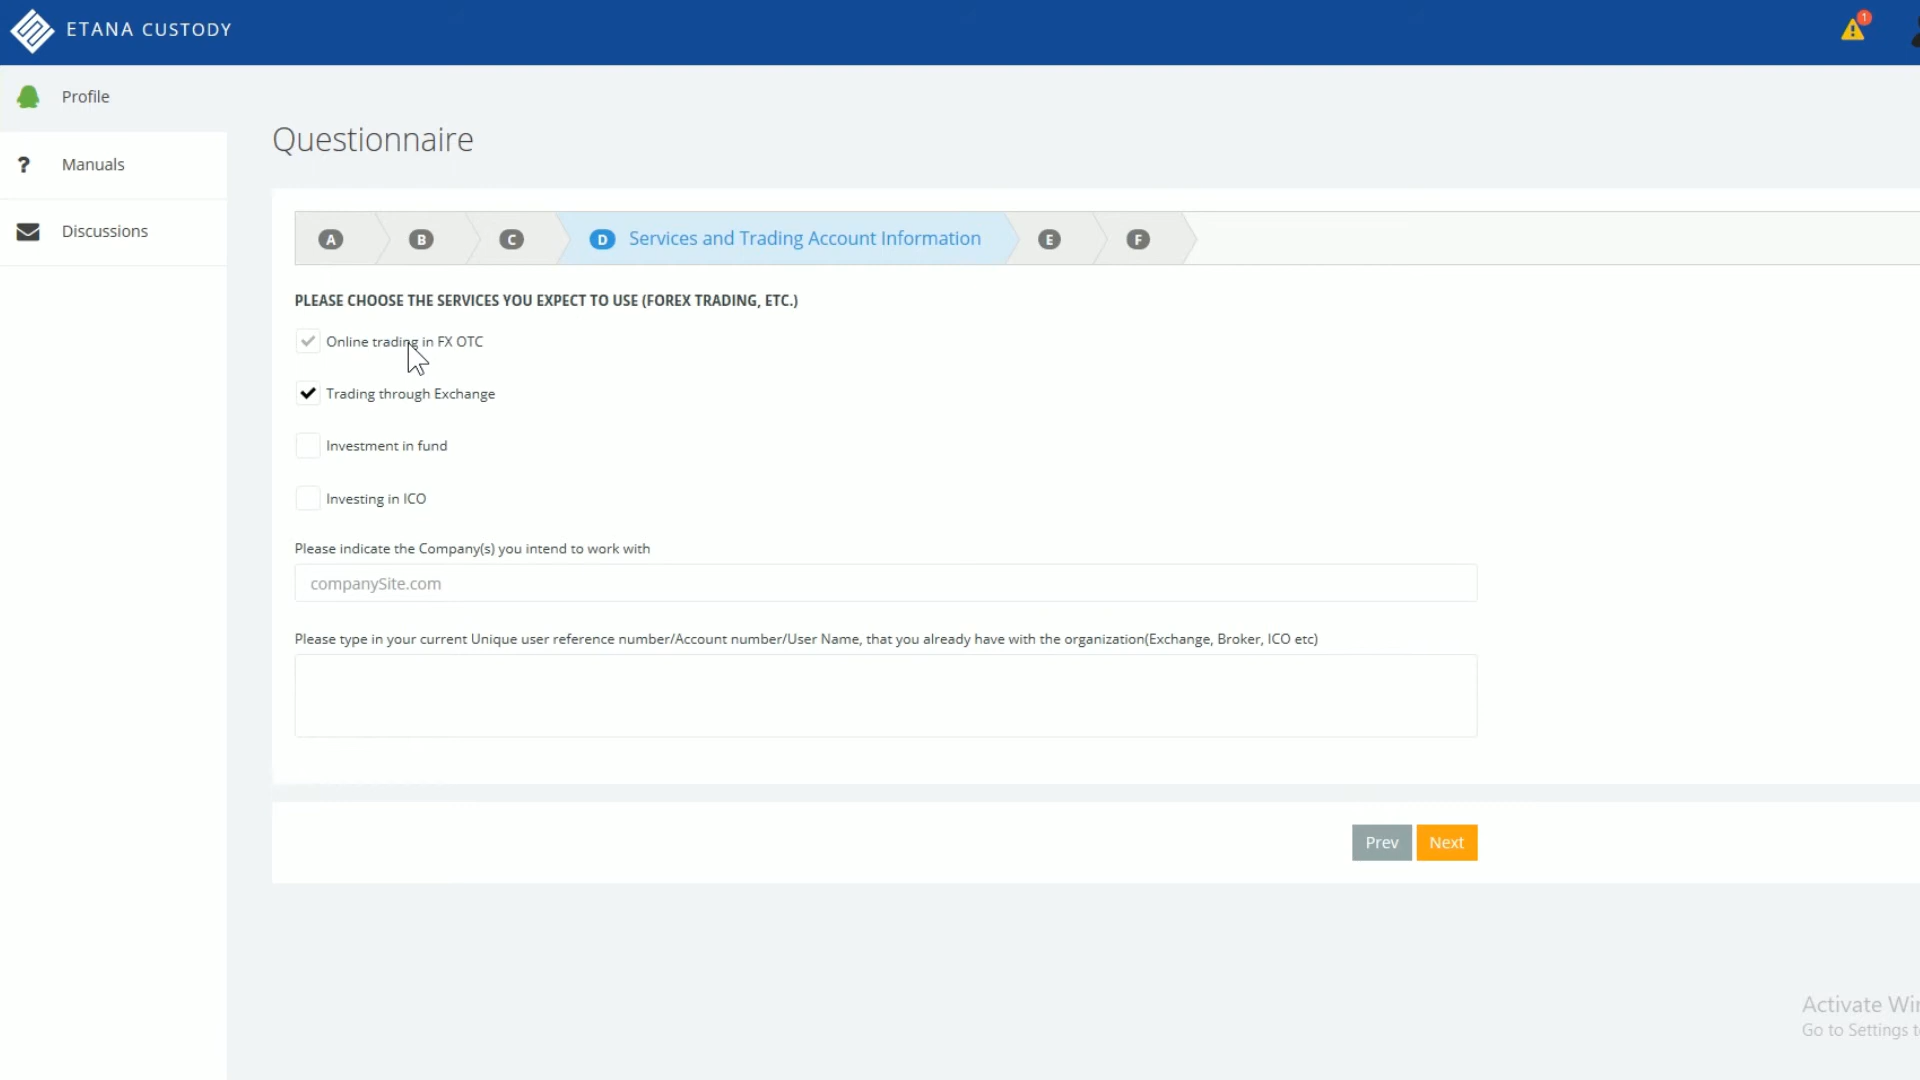 ETANA CUSTODY
1
Profile
Manuals
Discussions
Questionnaire
A B C D Services and Trading Account Information E F
PLEASE CHOOSE THE SERVICES YOU EXPECT TO USE (FOREX TRADING, ETC.)
Online trading in FX OTC
Trading through Exchange
Investment in fund
Investing in ICO
Please indicate the Company(s) you intend to work with
companySite.com
Please type in your current Unique user reference number/Account number/User Name, that you already have with the organization(Exchange, Broker, ICO etc)
Prev Next
Activate Win
Go to Settings t